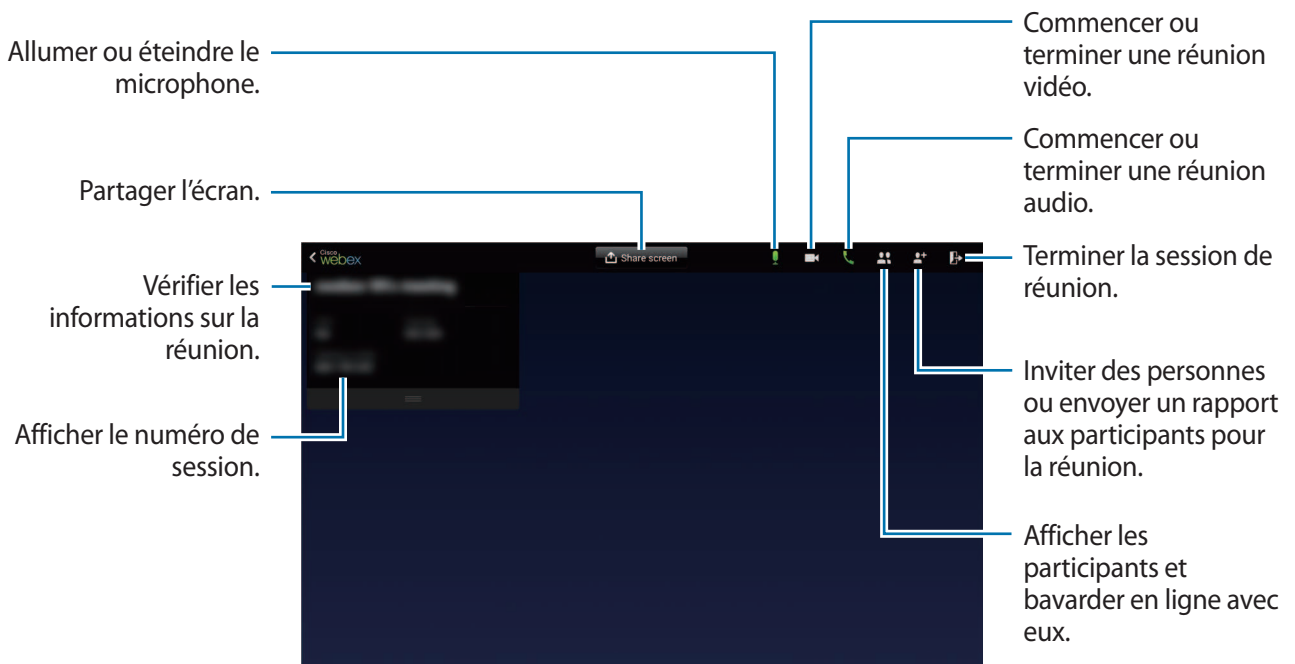 Allumer ou éteindre le
microphone.
Partager l’écran.
Vérifier les
informations sur la
réunion.
Afficher le numéro de
session.
Cisco
webex
Share screen
Commencer ou
terminer une réunion
vidéo.
Commencer ou
terminer une réunion
audio.
Terminer la session de
réunion.
Inviter des personnes
ou envoyer un rapport
aux participants pour
la réunion.
Afficher les
participants et
bavarder en ligne avec
eux.